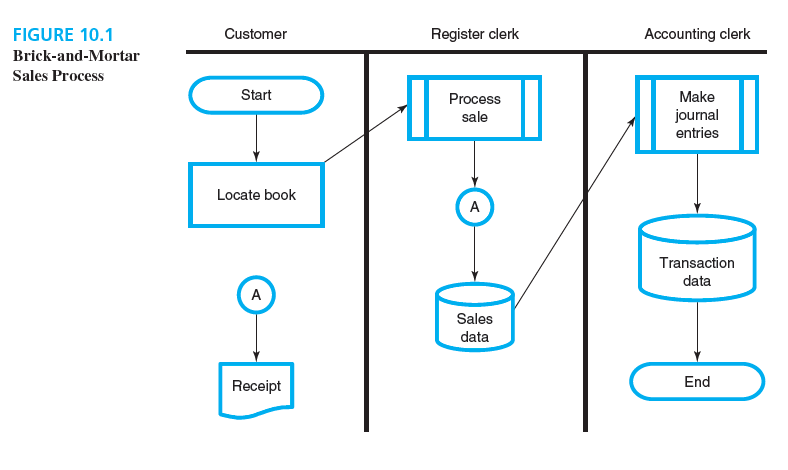 FIGURE 10.1
Brick-and-Mortar
Sales Process
Customer
Register clerk
Accounting clerk
Start
Locate book
A
Receipt
Process
sale
A
Sales
data
Make
journal
entries
Transaction
data
End